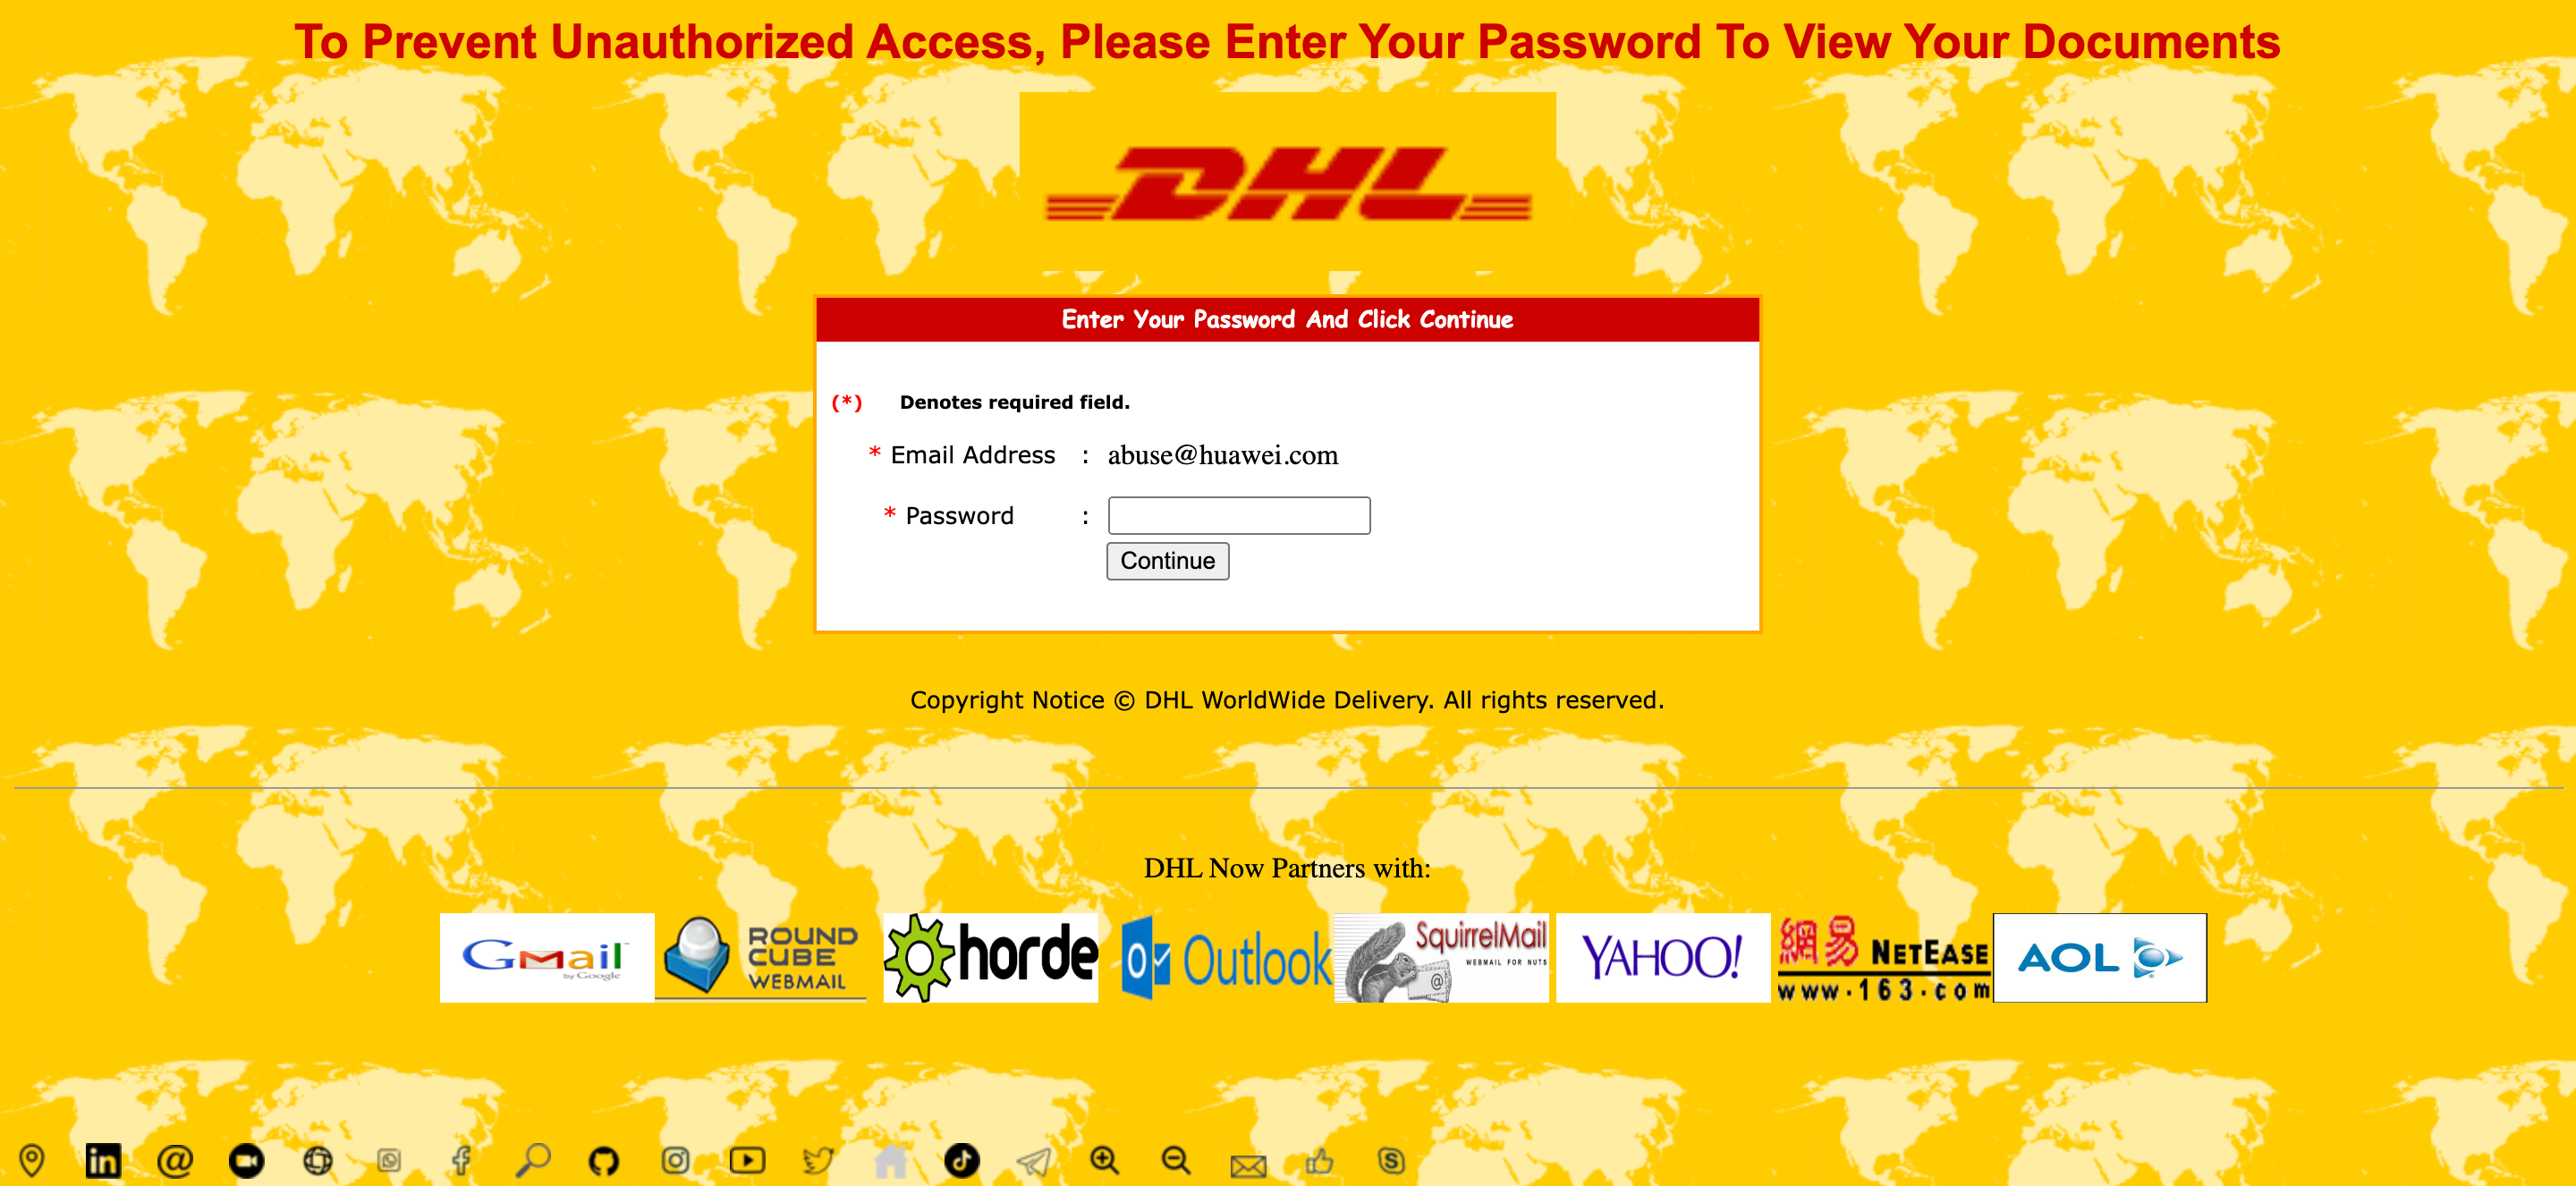 To Prevent Unauthorized Access, Please Enter Your Password To View Your Documents
DHL
Enter Your Password And Click Continue
(*) Denotes required field.
* Email Address : abuse@huawei.com
* Password :
Continue
Copyright Notice © DHL WorldWide Delivery. All rights reserved.
DHL Now Partners with:
Gmail by Google
ROUND CUBE WEBMAIL
horde
Outlook
SquirrelMail
WEBMAIL FOR NUTS
YAHOO!
網易 NETEASE
www.163.com
AOL